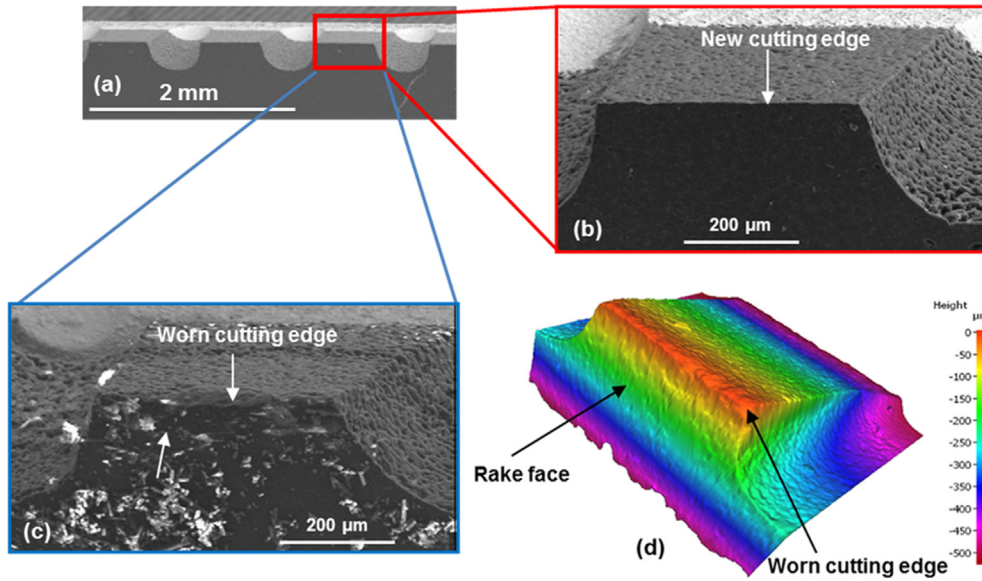 (a)
2 mm
New cutting edge
(b)
200 µm
Worn cutting edge
(c)
200 µm
Height
µm
0
-50
-100
-150
-200
-250
-300
-350
-400
-450
-500
Rake face
(d)
Worn cutting edge